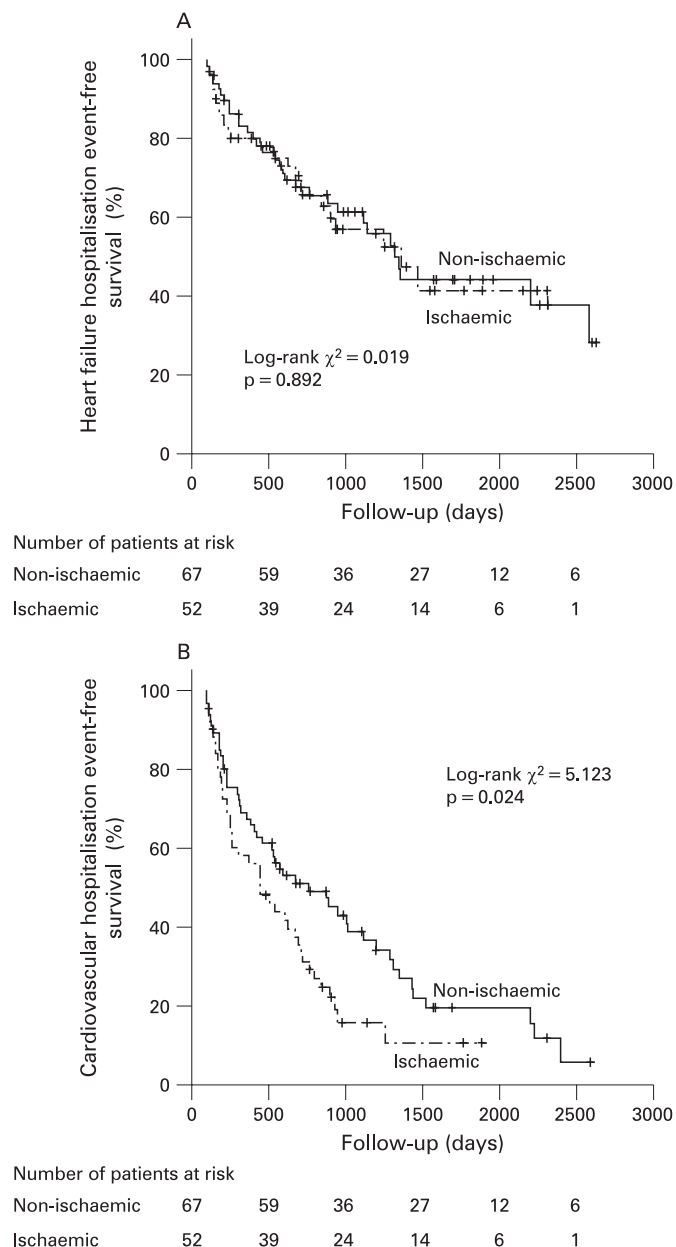 A
Heart failure hospitalisation event-free
survival (%)
100
80
60
40
20
0
Non-ischaemic
Ischaemic
Log-rank χ² = 0.019
p = 0.892
0 500 1000 1500 2000 2500 3000
Follow-up (days)
Number of patients at risk
Non-ischaemic 67 59 36 27 12 6
Ischaemic 52 39 24 14 6 1
B
Cardiovascular hospitalisation event-free
survival (%)
100
80
60
40
20
0
Log-rank χ² = 5.123
p = 0.024
Non-ischaemic
Ischaemic
0 500 1000 1500 2000 2500 3000
Follow-up (days)
Number of patients at risk
Non-ischaemic 67 59 36 27 12 6
Ischaemic 52 39 24 14 6 1